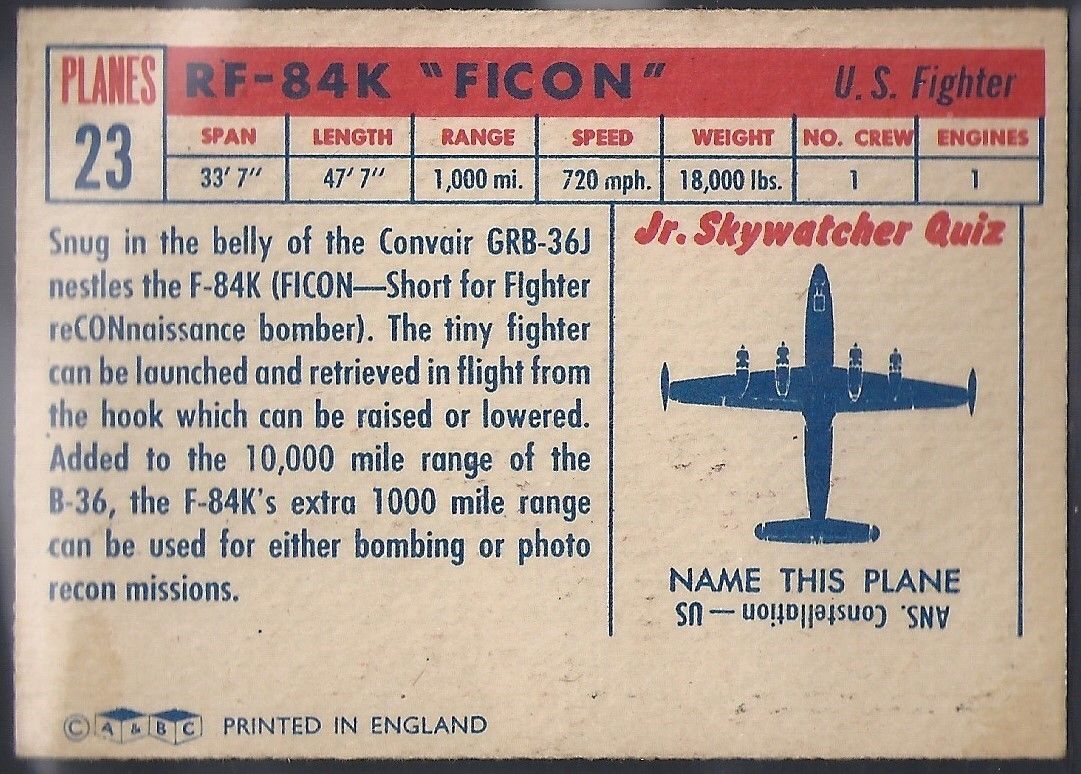 PLANES
23
RF-84K "FICON" U.S. Fighter
SPAN LENGTH RANGE SPEED WEIGHT NO. CREW ENGINES
33' 7" 47' 7" 1,000 mi. 720 mph. 18,000 lbs. 1 1
Snug in the belly of the Convair GRB-36J
nestles the F-84K (FICON—Short for FIghter
reCONnaissance bomber). The tiny fighter
can be launched and retrieved in flight from
the hook which can be raised or lowered.
Added to the 10,000 mile range of the
B-36, the F-84K's extra 1000 mile range
can be used for either bombing or photo
recon missions.
Jr. Skywatcher Quiz
NAME THIS PLANE
ANS. Constellation — US
© A & B C PRINTED IN ENGLAND